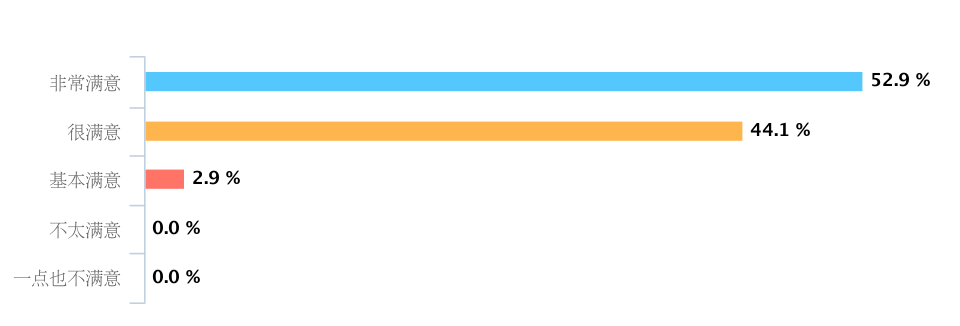 非常满意 52.9 %
很满意 44.1 %
基本满意 2.9 %
不太满意 0.0 %
一点也不满意 0.0 %